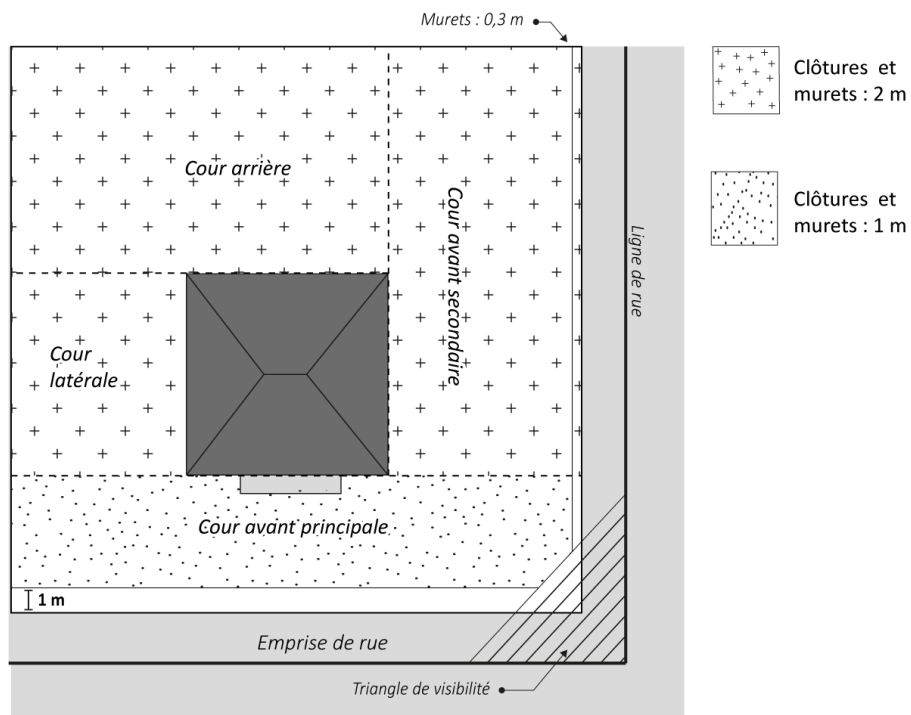 Murets : 0,3 m
Clôtures et
murets : 2 m
Cour arrière
Clôtures et
murets : 1 m
Cour avant secondaire
Ligne de rue
Cour
latérale
Cour avant principale
1 m
Emprise de rue
Triangle de visibilité